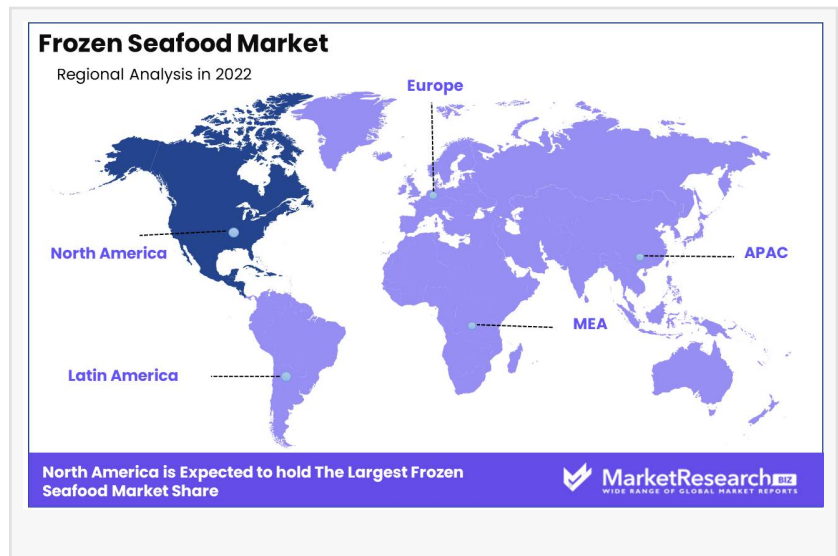 Frozen Seafood Market
Regional Analysis in 2022
Europe
North America
APAC
MEA
Latin America
North America is Expected to hold The Largest Frozen
Seafood Market Share
MarketResearch BIZ
WIDE RANGE OF GLOBAL MARKET REPORTS